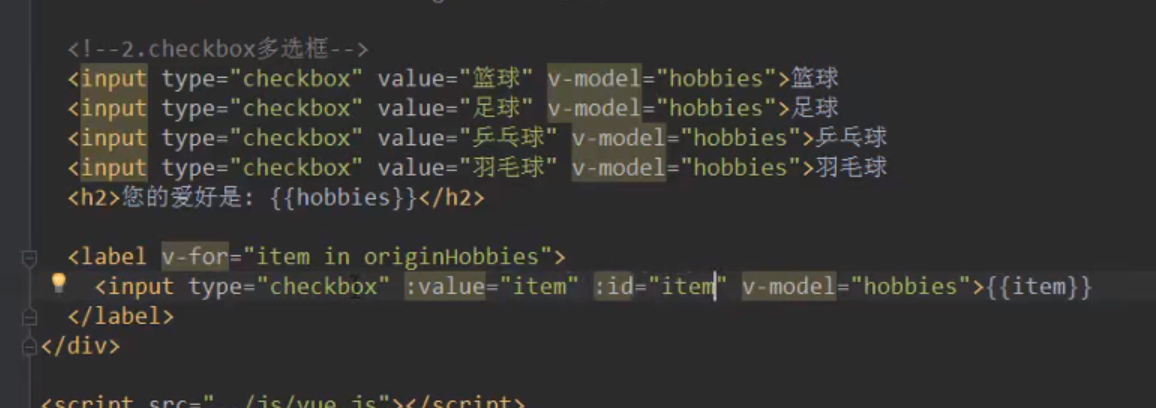 <!--2.checkbox多选框-->
<input type="checkbox" value="篮球" v-model="hobbies">篮球
<input type="checkbox" value="足球" v-model="hobbies">足球
<input type="checkbox" value="乒乓球" v-model="hobbies">乒乓球
<input type="checkbox" value="羽毛球" v-model="hobbies">羽毛球
<h2>您的爱好是: {{hobbies}}</h2>
<label v-for="item in originHobbies">
<input type="checkbox" :value="item" :id="item" v-model="hobbies">{{item}}
</label>
</div>
<script src="../js/vue.js"></script>